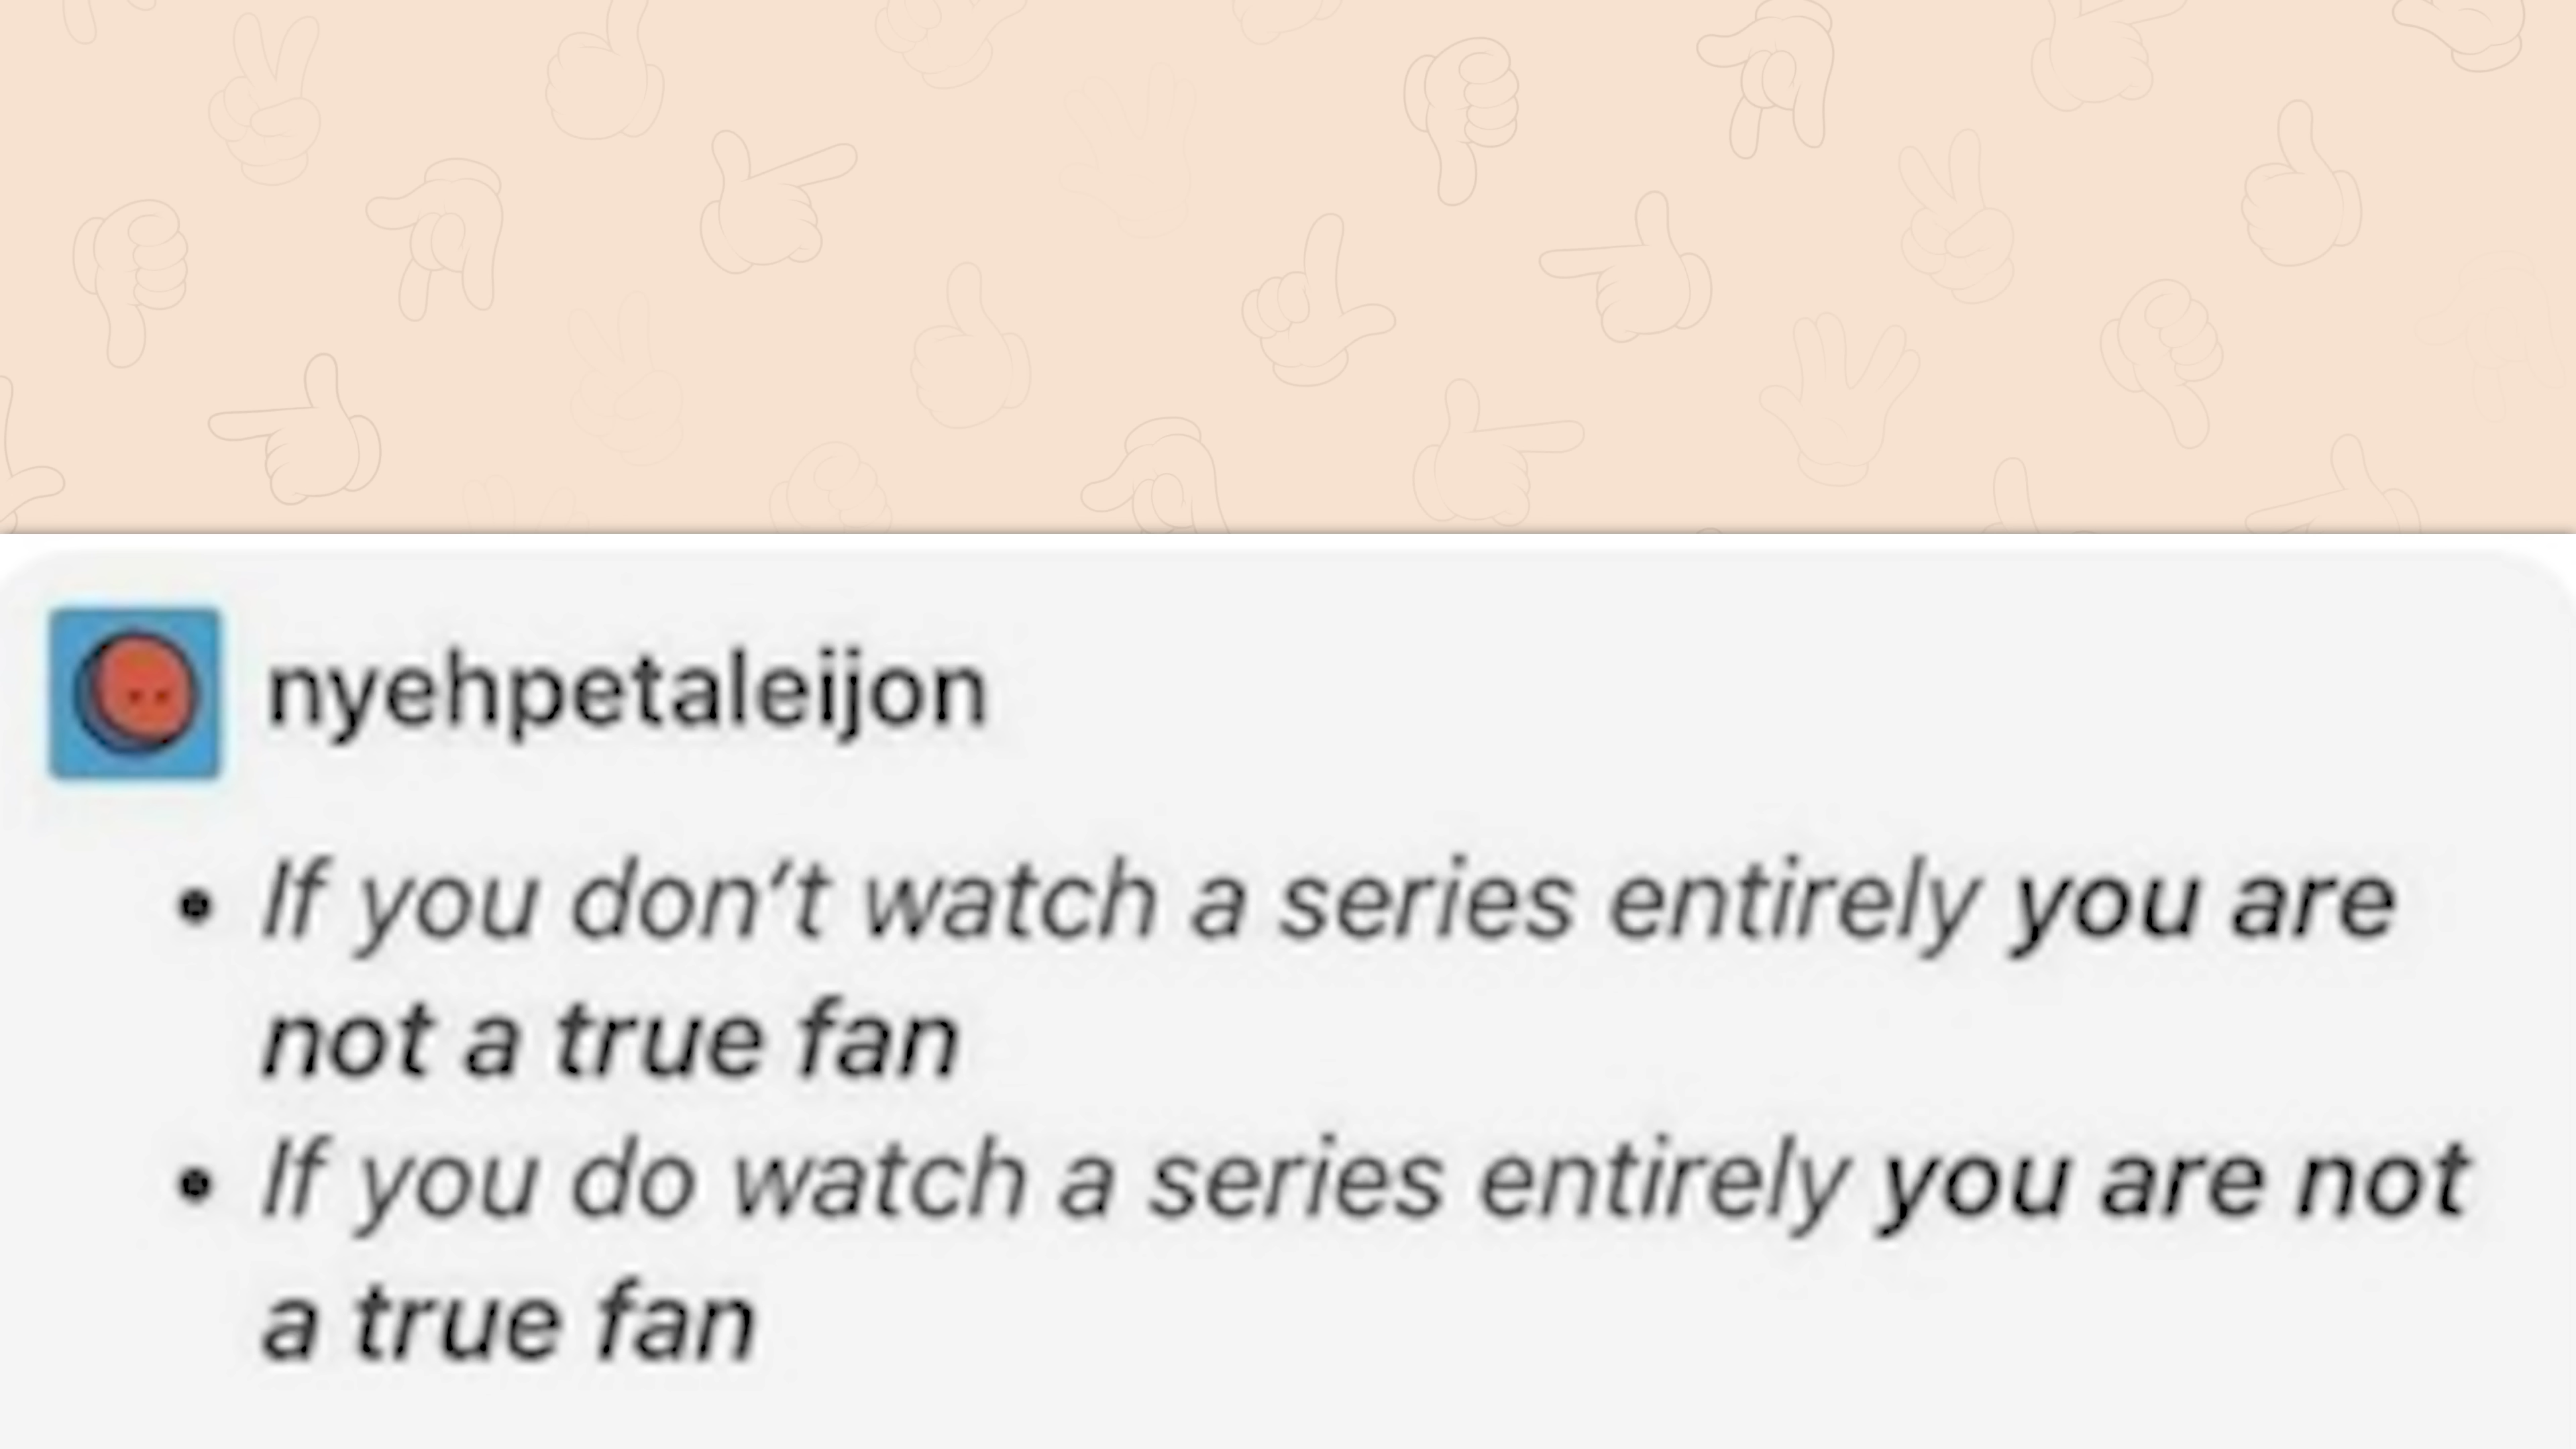 nyehpetaleijon
• If you don't watch a series entirely you are
not a true fan
• If you do watch a series entirely you are not
a true fan